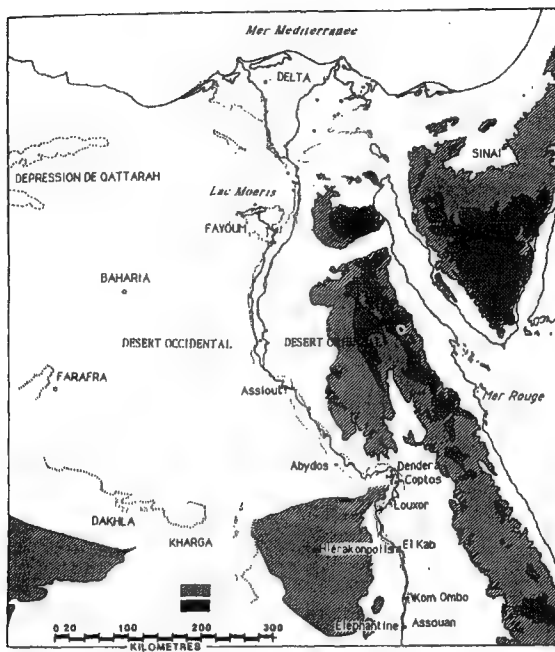 Mer Mediterranee
DELTA
SINAI
DEPRESSION DE QATTARAH
Lac Moeris
FAYOUM
BAHARIA
DESERT OCCIDENTAL
DESERT
FARAFRA
Assiout
Mer Rouge
Abydos
Dender
Coptos
DAKHLA
Louxor
KHARGA
Hierakonpolis
El Kab
Kom Ombo
Elephantine
Assouan
0 20 100 200 300
KILOMETRES